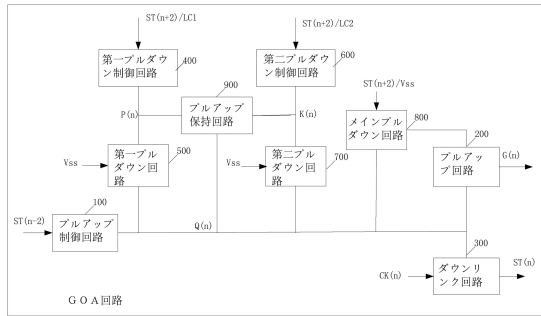 ST(n+2)/LC1
ST(n+2)/LC2
第一プルダウ
ン制御回路
400
第二プルダウ
ン制御回路
600
900
プルアップ
保持回路
P(n)
K(n)
ST(n+2)/Vss
メインプル
ダウン回路
800
200
プルアッ
プ回路
G(n)
Vss
第一プル
ダウン回
路
500
Vss
第二プル
ダウン回
路
700
100
ST(n-2)
プルアップ
制御回路
Q(n)
300
CK(n)
ダウンリ
ンク回路
ST(n)
GOA回路